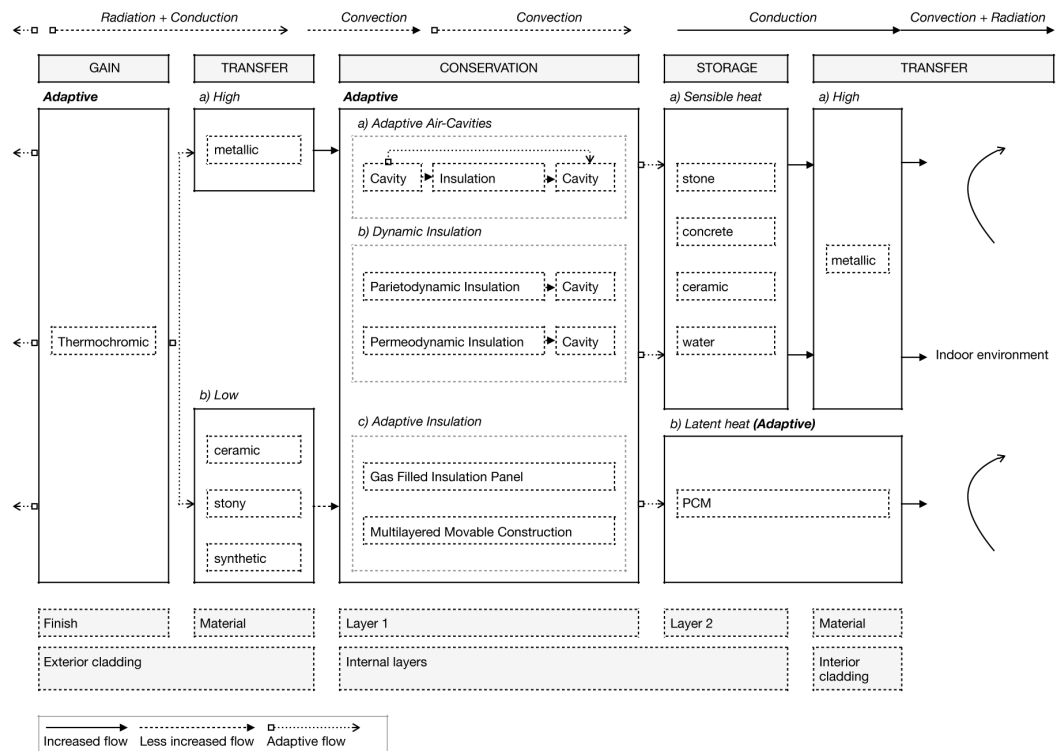 Radiation + Conduction
Convection
Convection
Conduction
Convection + Radiation
GAIN
TRANSFER
CONSERVATION
STORAGE
TRANSFER
Adaptive
a) High
Adaptive
a) Sensible heat
a) High
a) Adaptive Air-Cavities
metallic
Cavity
Insulation
Cavity
stone
b) Dynamic Insulation
concrete
metallic
Parietodynamic Insulation
Cavity
ceramic
Thermochromic
Permeodynamic Insulation
Cavity
water
Indoor environment
b) Low
c) Adaptive Insulation
b) Latent heat (Adaptive)
ceramic
Gas Filled Insulation Panel
stony
PCM
Multilayered Movable Construction
synthetic
Finish
Material
Layer 1
Layer 2
Material
Exterior cladding
Internal layers
Interior
cladding
Increased flow
Less increased flow
Adaptive flow